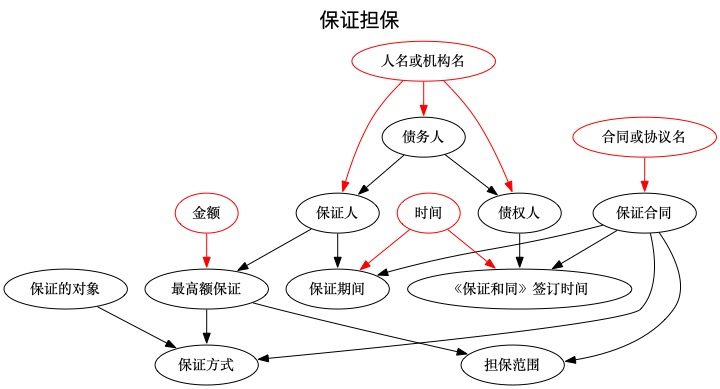 保证担保
人名或机构名
债务人
合同或协议名
金额
保证人
时间
债权人
保证合同
保证的对象
最高额保证
保证期间
《保证和同》签订时间
保证方式
担保范围